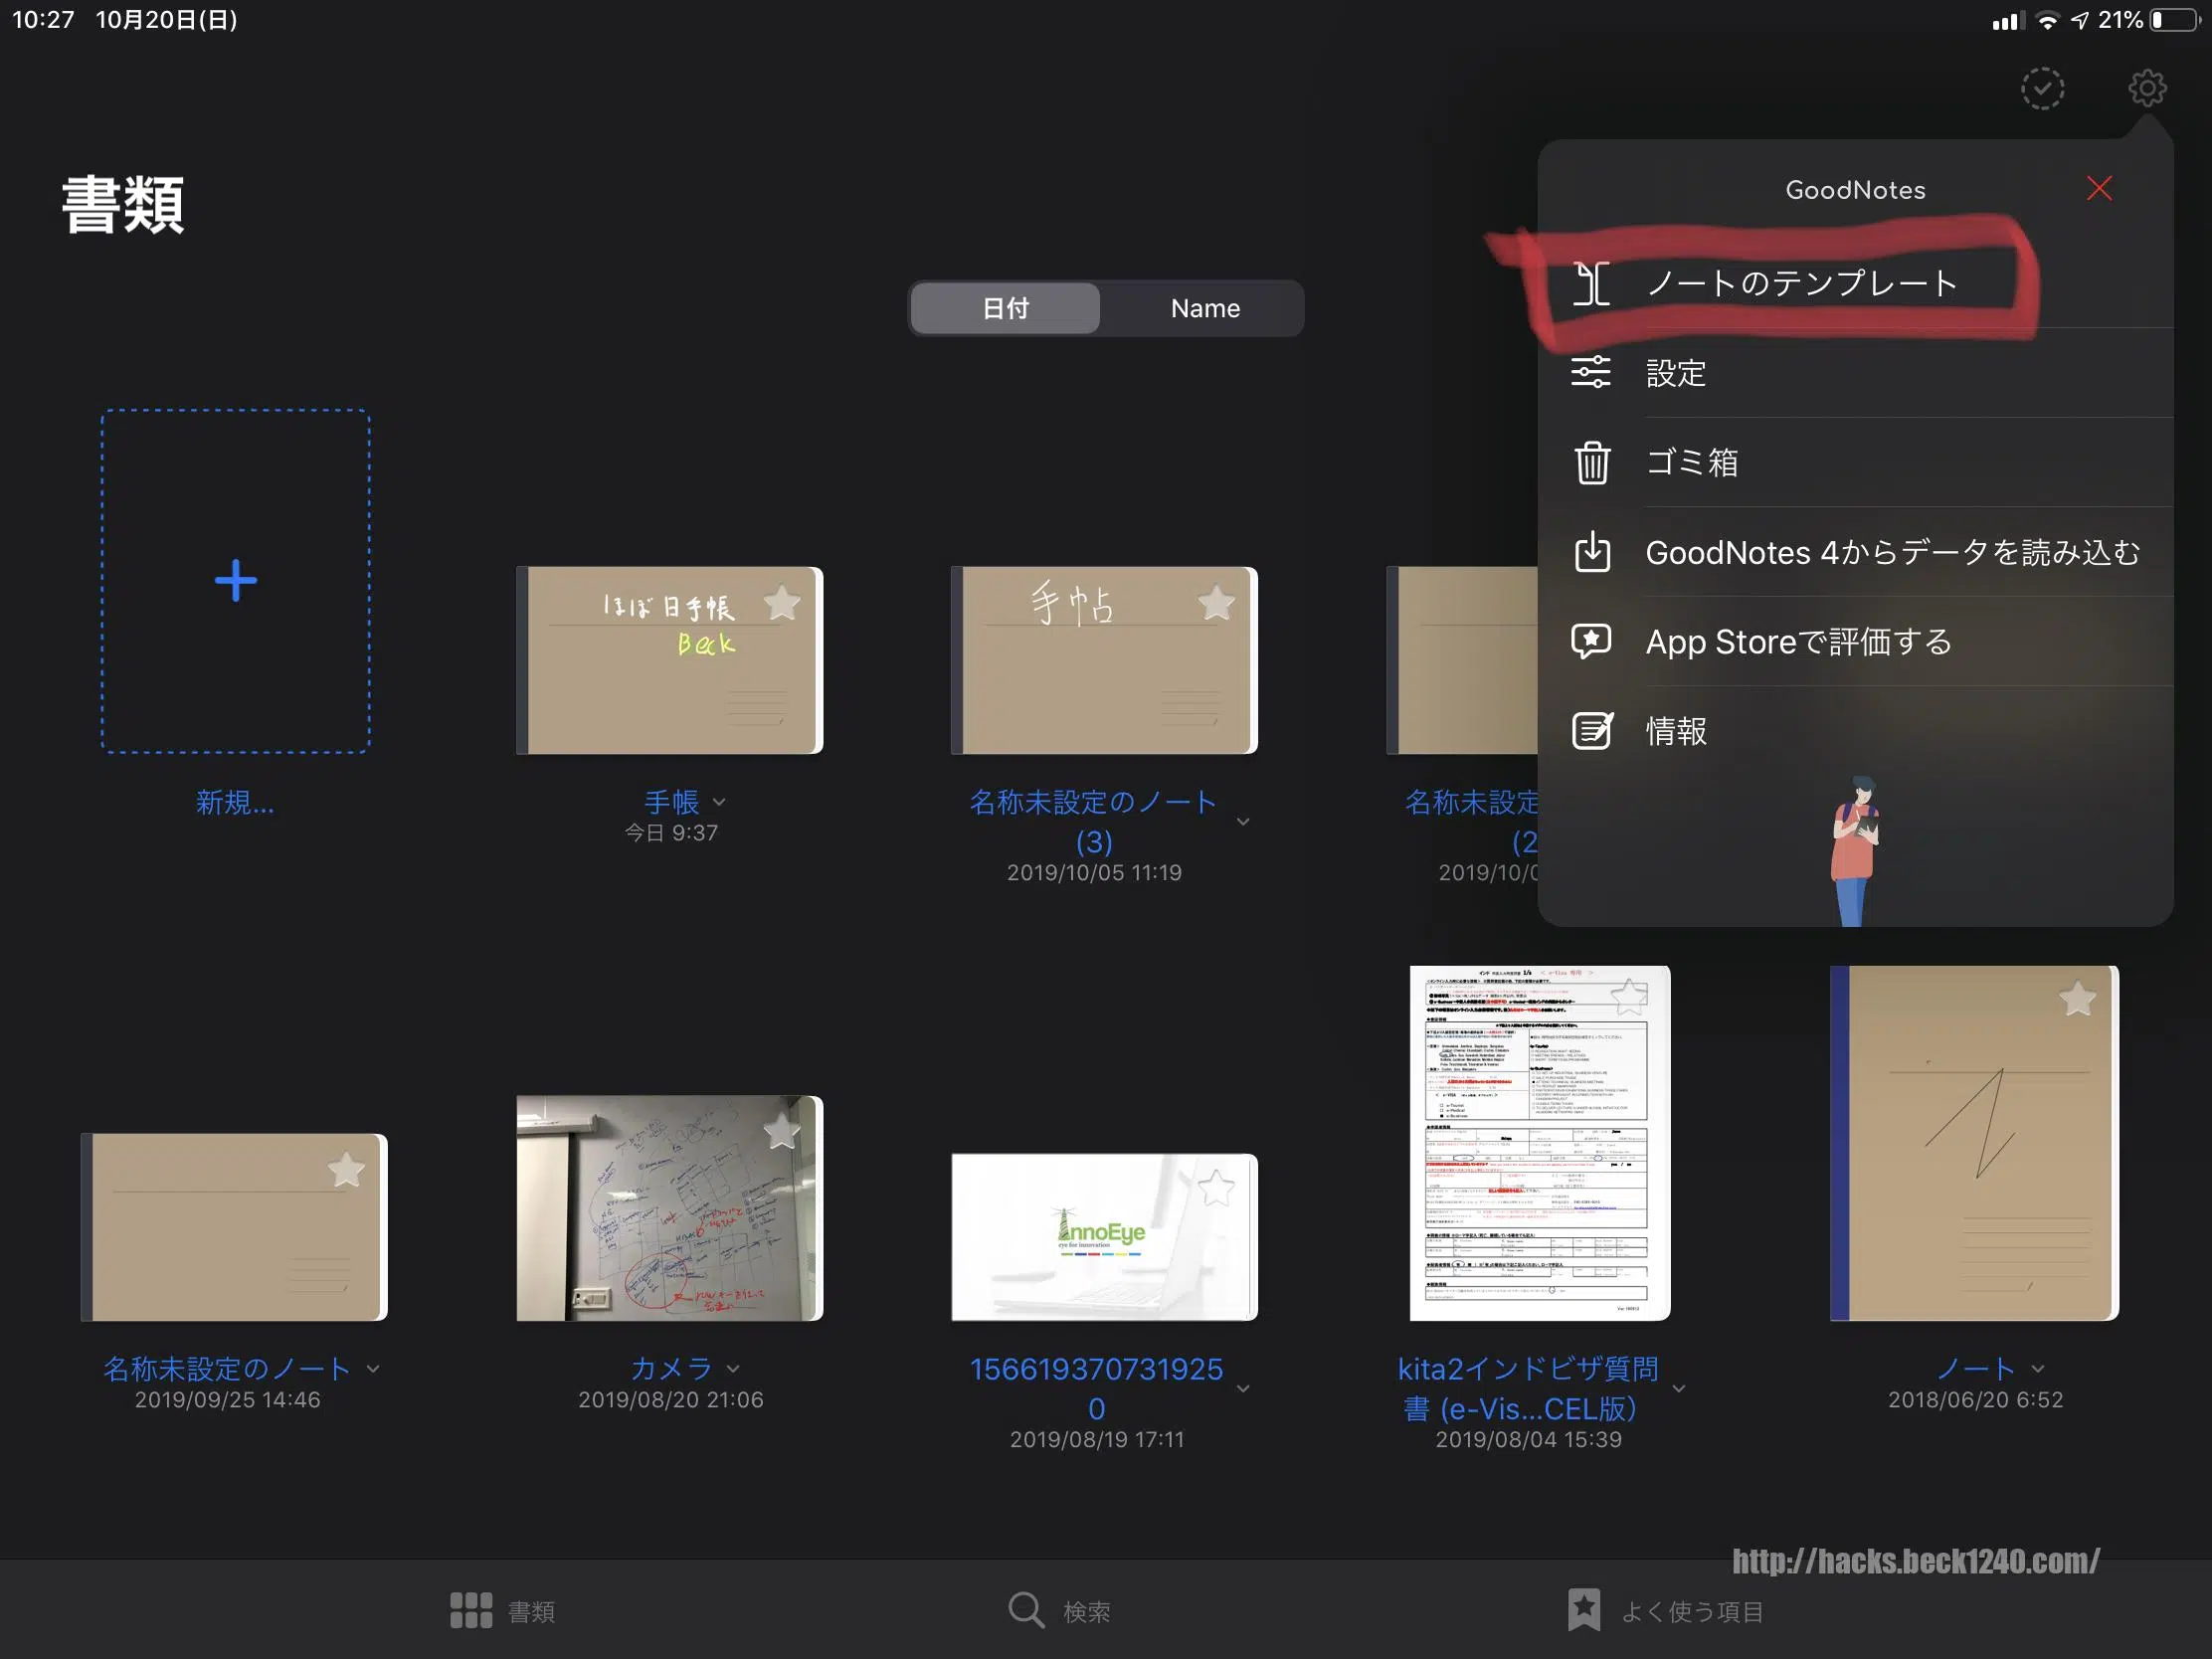 10:27 10月20日(日)
21%
書類
日付
Name
GoodNotes
ノートのテンプレート
設定
ゴミ箱
GoodNotes 4からデータを読み込む
App Storeで評価する
情報
新規...
ほぼ日手帳
Beck
手帳
今日 9:37
手帖
名称未設定のノート
(3)
2019/10/05 11:19
名称未設定
(2
2019/10/0
名称未設定のノート
2019/09/25 14:46
カメラ
2019/08/20 21:06
InnoEye
eye for innovation
156619370731925
0
2019/08/19 17:11
kita2インドビザ質問
書 (e-Vis...CEL版)
2019/08/04 15:39
ノート
2018/06/20 6:52
http://hacks.beck1240.com/
書類
検索
よく使う項目